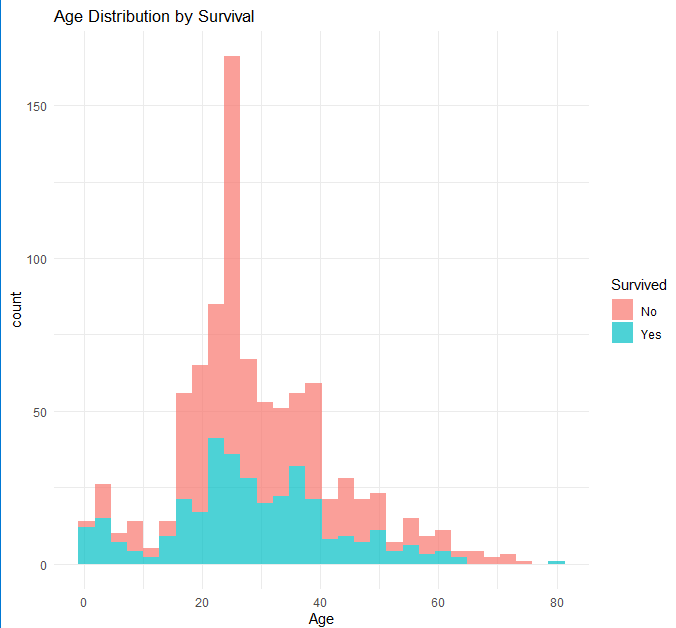 Age Distribution by Survival
150
100
50
0
count
0 20 40 60 80
Age
Survived
No
Yes